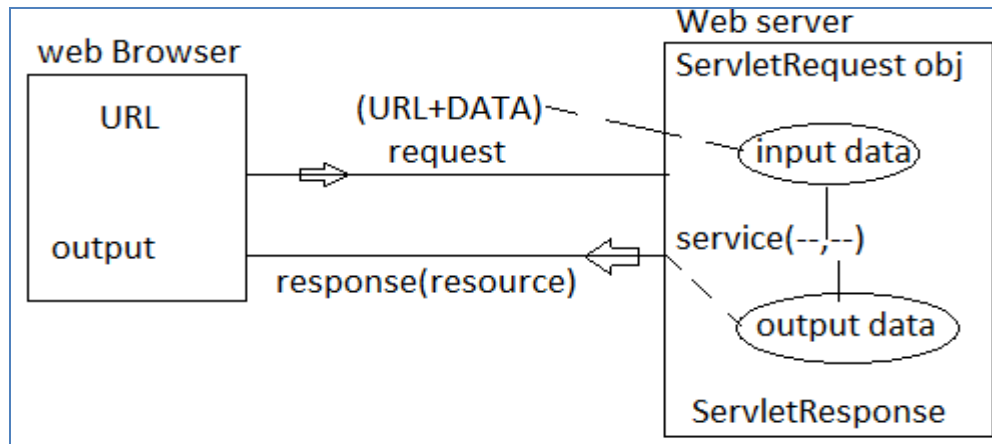 Web server
web Browser
ServletRequest obj
URL
(URL+DATA)
request
input data
output
service(--,--)
response(resource)
output data
ServletResponse